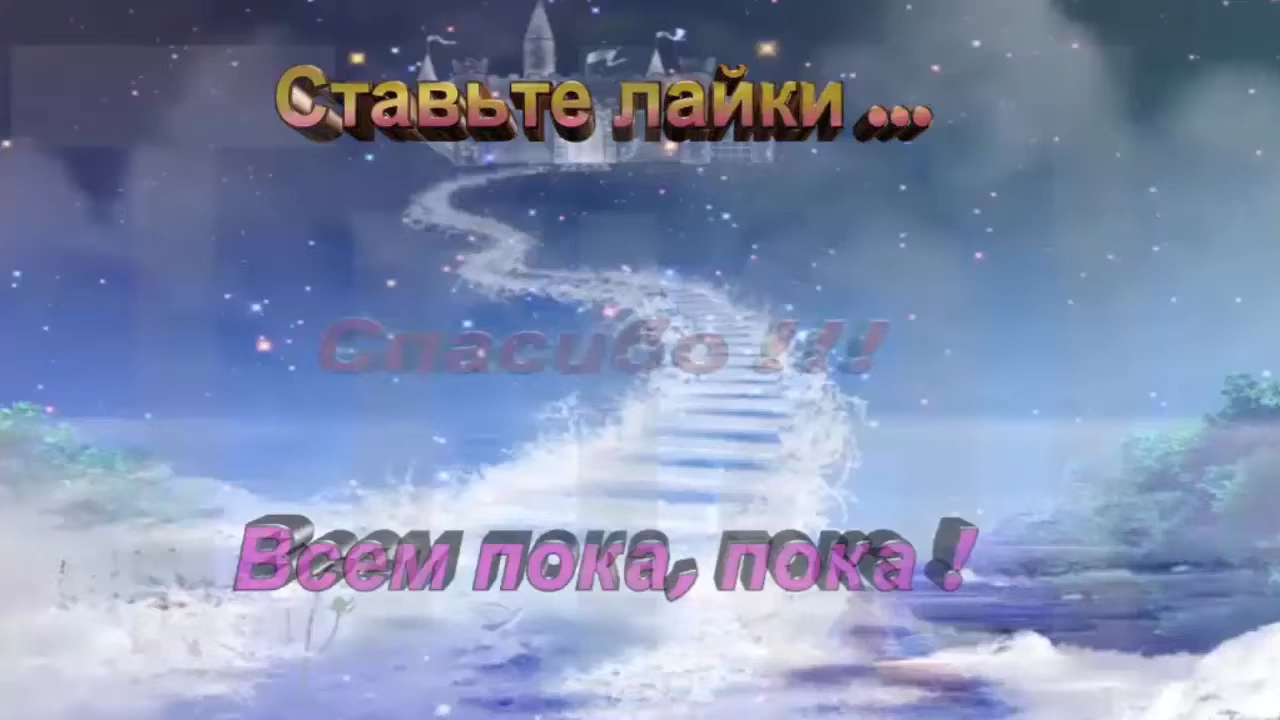 Ставьте лайки ...
Спасибо !!!
Всем пока, пока !